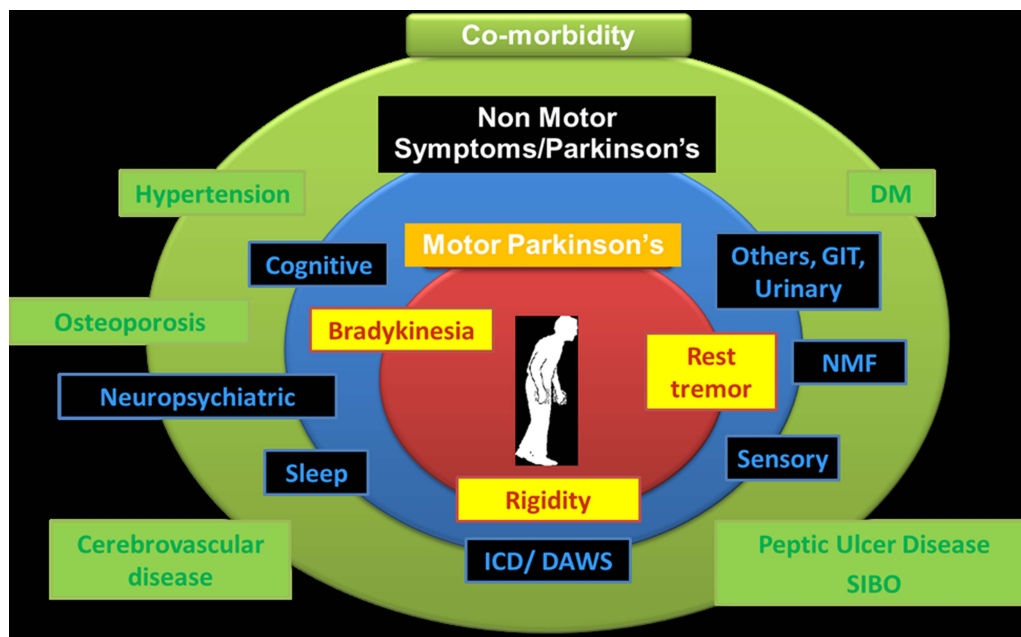 Co-morbidity
Non Motor
Symptoms/Parkinson's
Hypertension
DM
Motor Parkinson's
Cognitive
Others, GIT,
Urinary
Osteoporosis
Bradykinesia
Rest
tremor
NMF
Neuropsychiatric
Sleep
Sensory
Rigidity
Cerebrovascular
disease
ICD/ DAWS
Peptic Ulcer Disease
SIBO